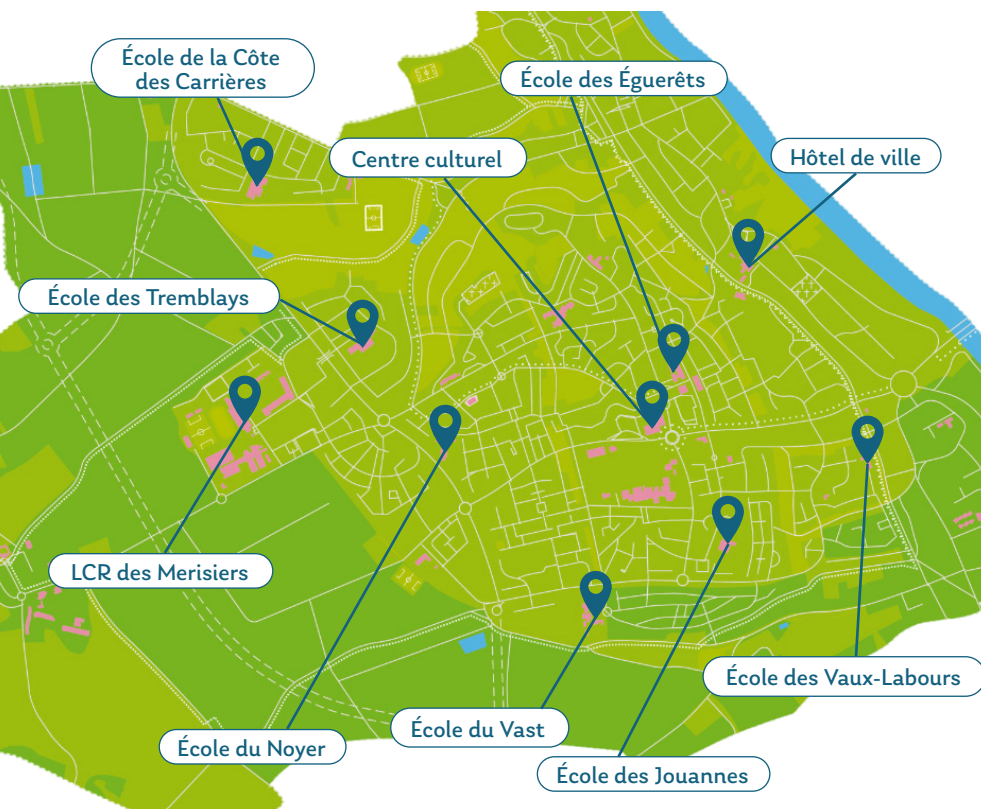 École de la Côte
des Carrières
École des Éguerêts
Centre culturel
Hôtel de ville
École des Tremblays
LCR des Merisiers
École des Vaux-Labours
École du Vast
École du Noyer
École des Jouannes